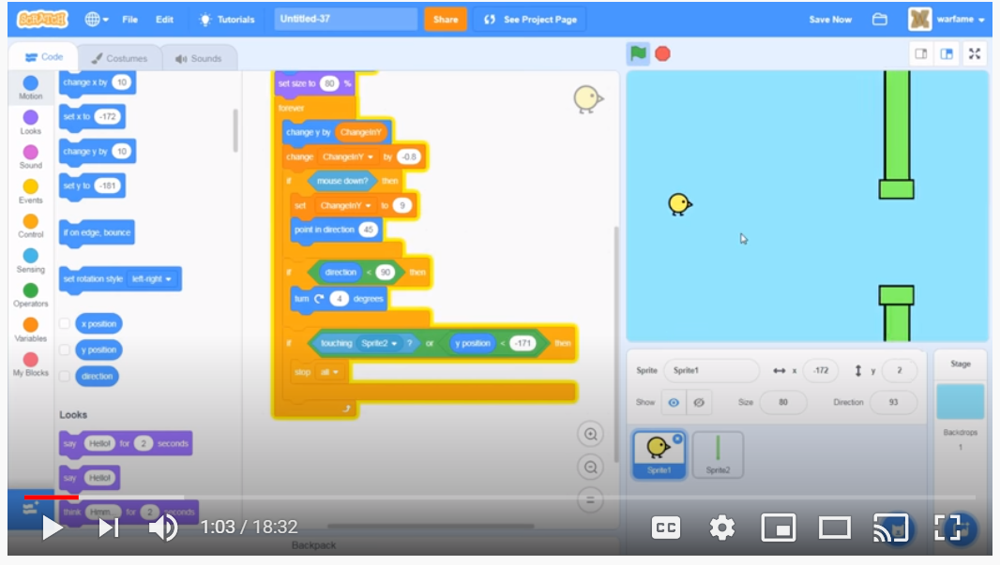 SCRATCH File Edit Tutorials Untitled-37 Share See Project Page Save Now warfame
Code Costumes Sounds
Motion
Looks
Sound
Events
Control
Sensing
Operators
Variables
My Blocks
change x by 10
set x to -172
change y by 10
set y to -181
if on edge, bounce
set rotation style left-right
x position
y position
direction
Looks
say Hello! for 2 seconds
say Hello!
think Hmm... for 2 seconds
set size to 80 %
forever
change y by ChangeInY
change ChangeInY by -0.8
if mouse down? then
set ChangeInY to 9
point in direction 45
if direction < 90 then
turn 4 degrees
if touching Sprite2 ? or y position < -171 then
stop all
Sprite Sprite1 x -172 y 2
Show Size 80 Direction 93
Sprite1 Sprite2
Stage
Backdrops
1
1:03 / 18:32 CC
Backpack